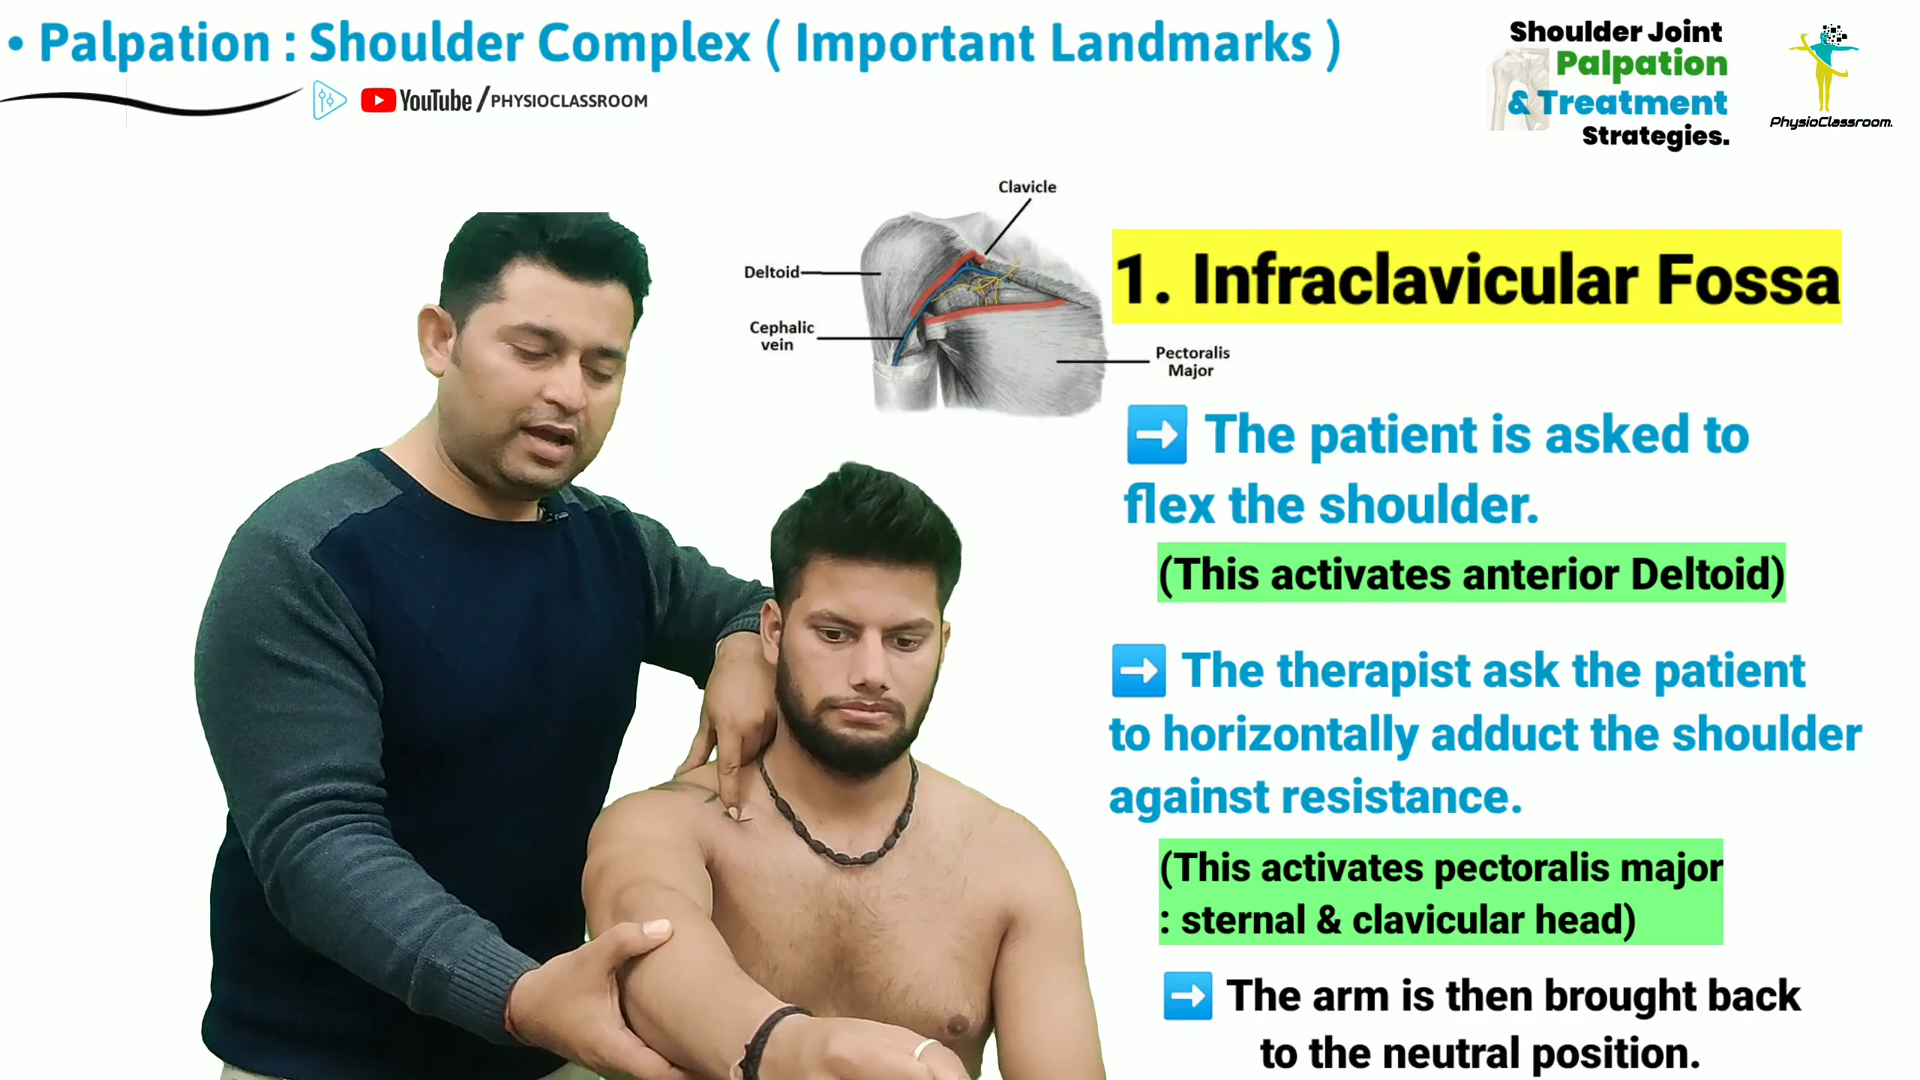 • Palpation : Shoulder Complex ( Important Landmarks )
YouTube /PHYSIOCLASSROOM
Shoulder Joint
Palpation
& Treatment
Strategies.
PhysioClassroom.
Clavicle
Deltoid
Cephalic
vein
Pectoralis
Major
1. Infraclavicular Fossa
➡ The patient is asked to
flex the shoulder.
(This activates anterior Deltoid)
➡ The therapist ask the patient
to horizontally adduct the shoulder
against resistance.
(This activates pectoralis major
: sternal & clavicular head)
➡ The arm is then brought back
to the neutral position.